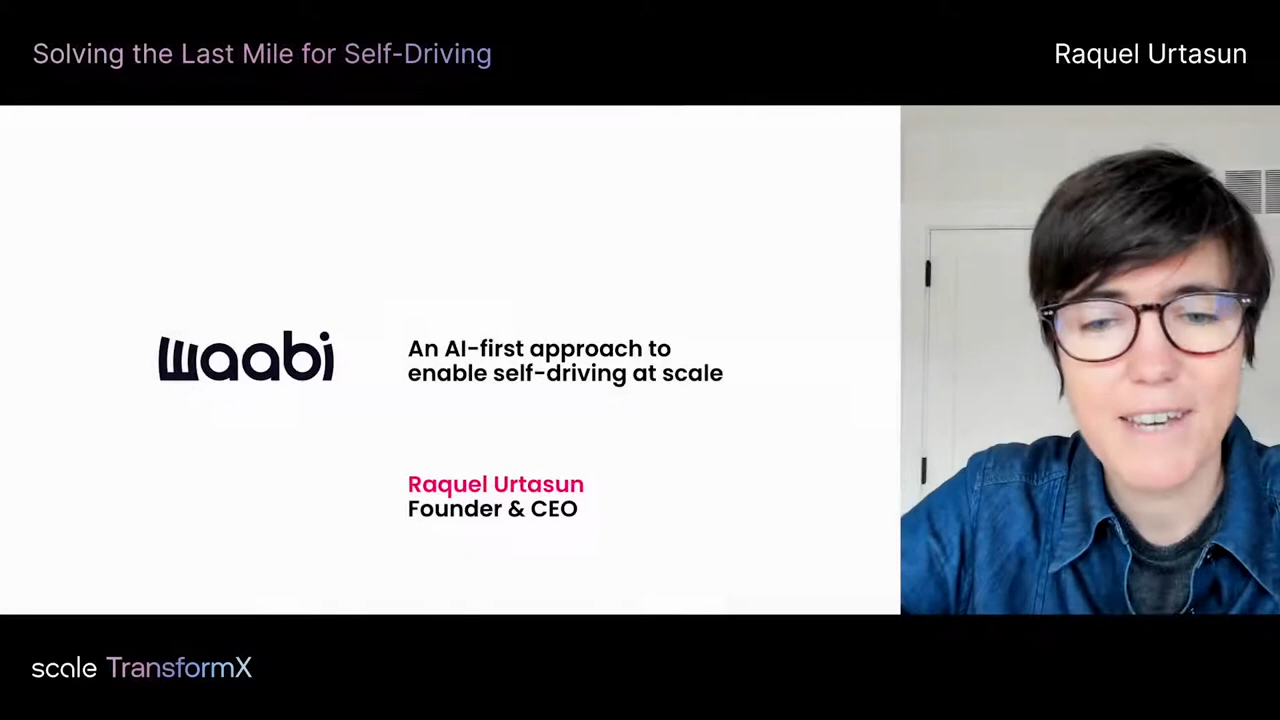 Solving the Last Mile for Self-Driving
Raquel Urtasun
waabi
An AI-first approach to
enable self-driving at scale
Raquel Urtasun
Founder & CEO
scale TransformX